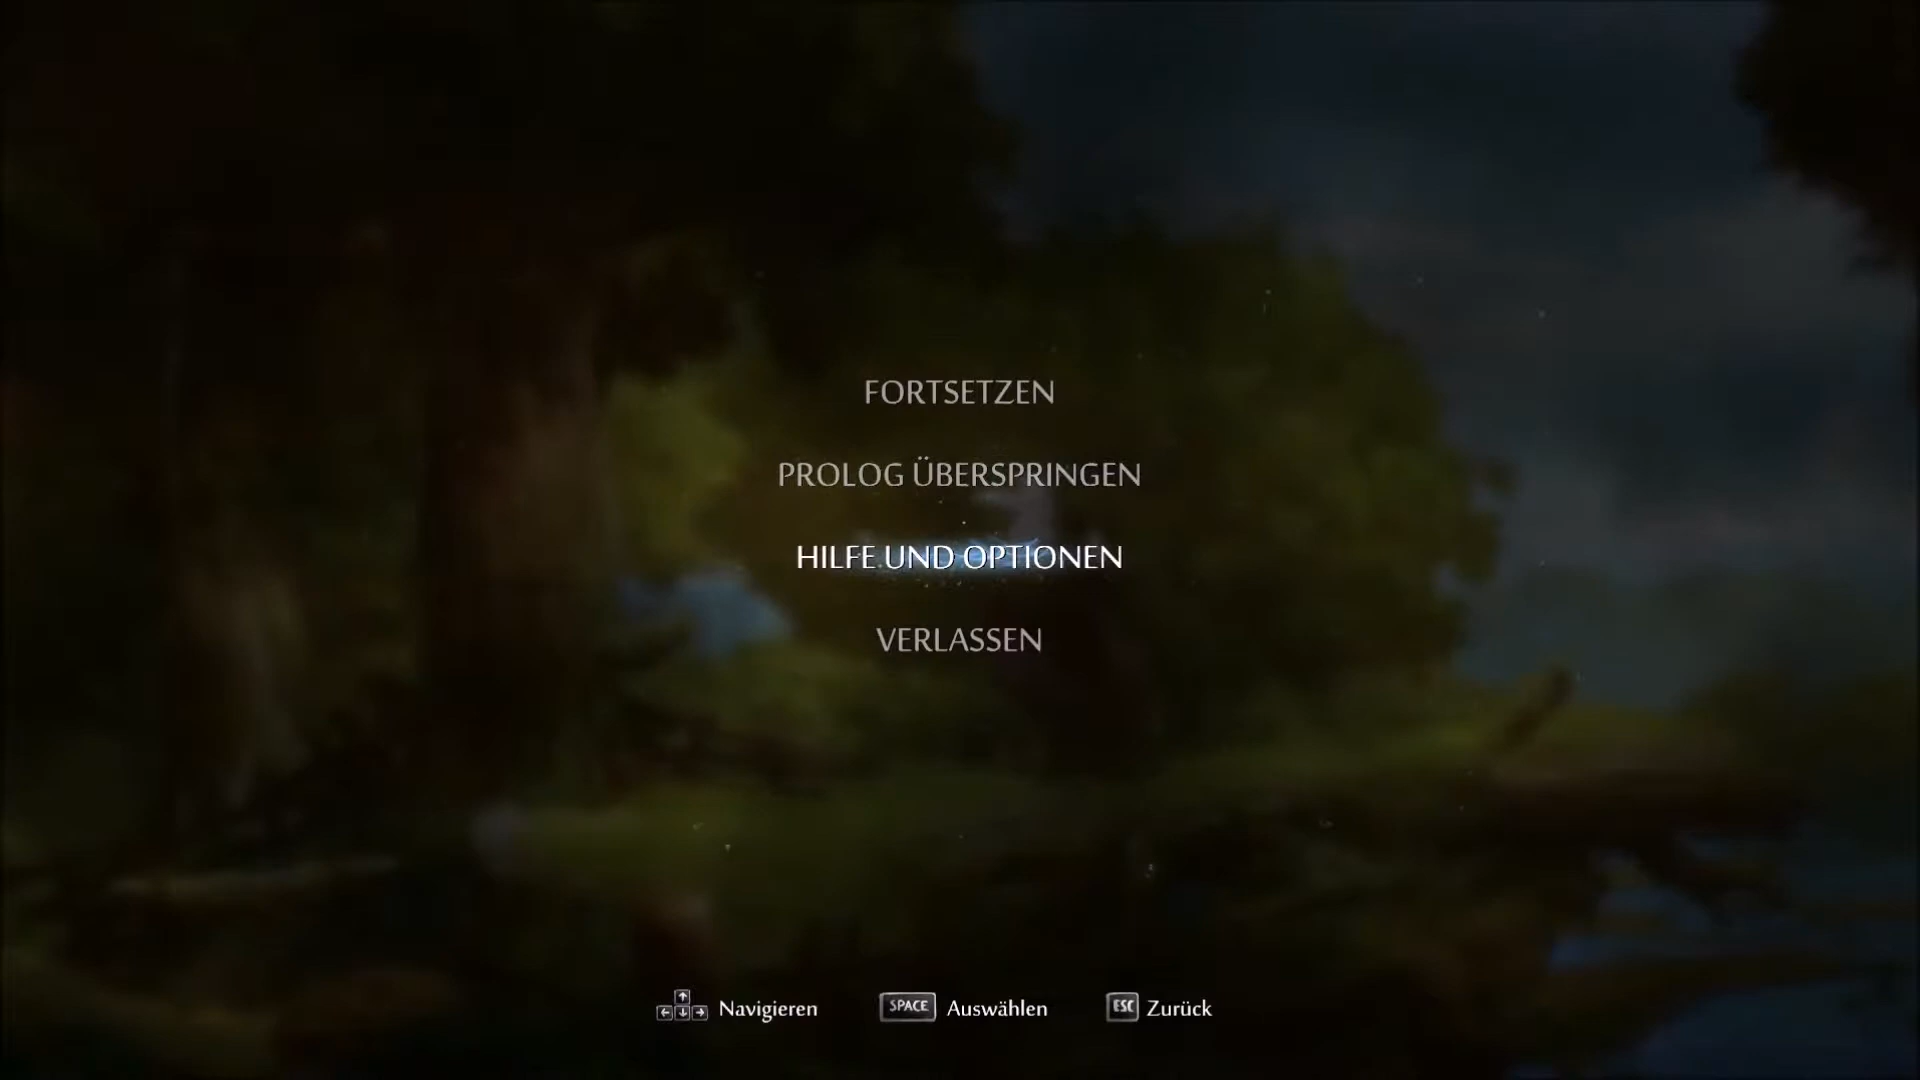 FORTSETZEN
PROLOG ÜBERSPRINGEN
HILFE UND OPTIONEN
VERLASSEN
Navigieren SPACE Auswählen ESC Zurück